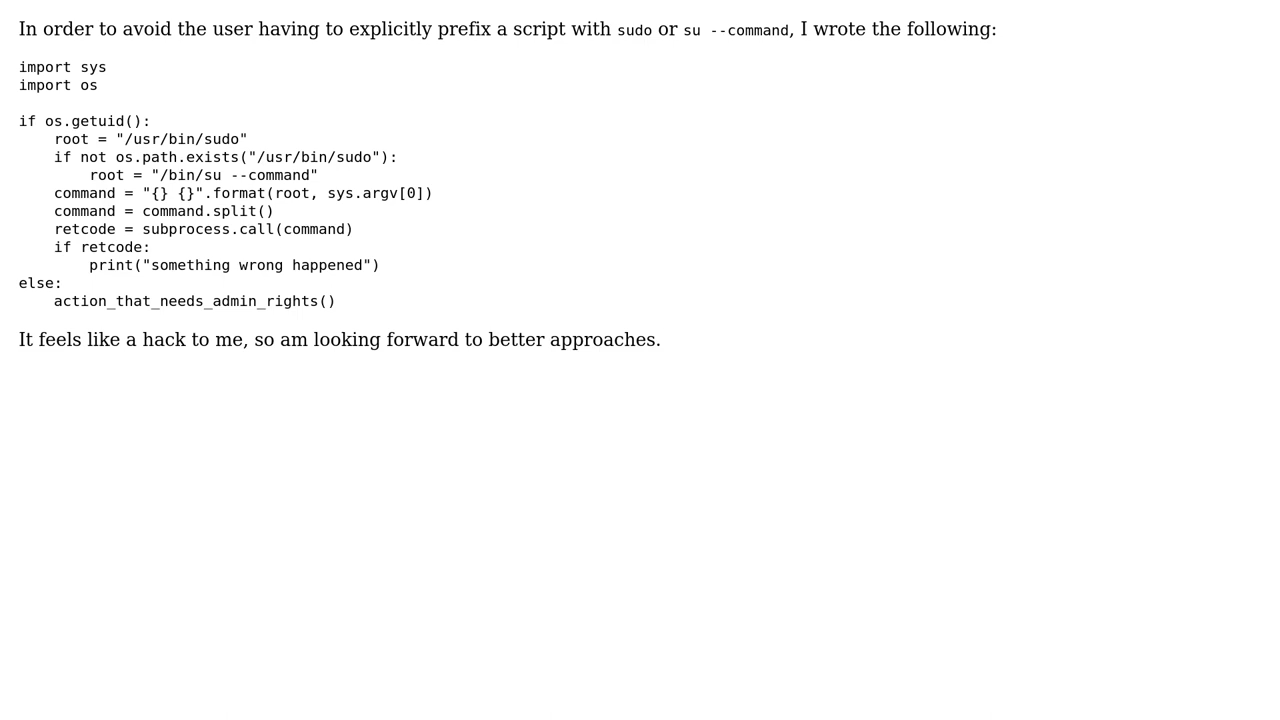 In order to avoid the user having to explicitly prefix a script with sudo or su --command, I wrote the following:
import sys
import os

if os.getuid():
    root = "/usr/bin/sudo"
    if not os.path.exists("/usr/bin/sudo"):
        root = "/bin/su --command"
    command = "{} {}".format(root, sys.argv[0])
    command = command.split()
    retcode = subprocess.call(command)
    if retcode:
        print("something wrong happened")
else:
    action_that_needs_admin_rights()

It feels like a hack to me, so am looking forward to better approaches.